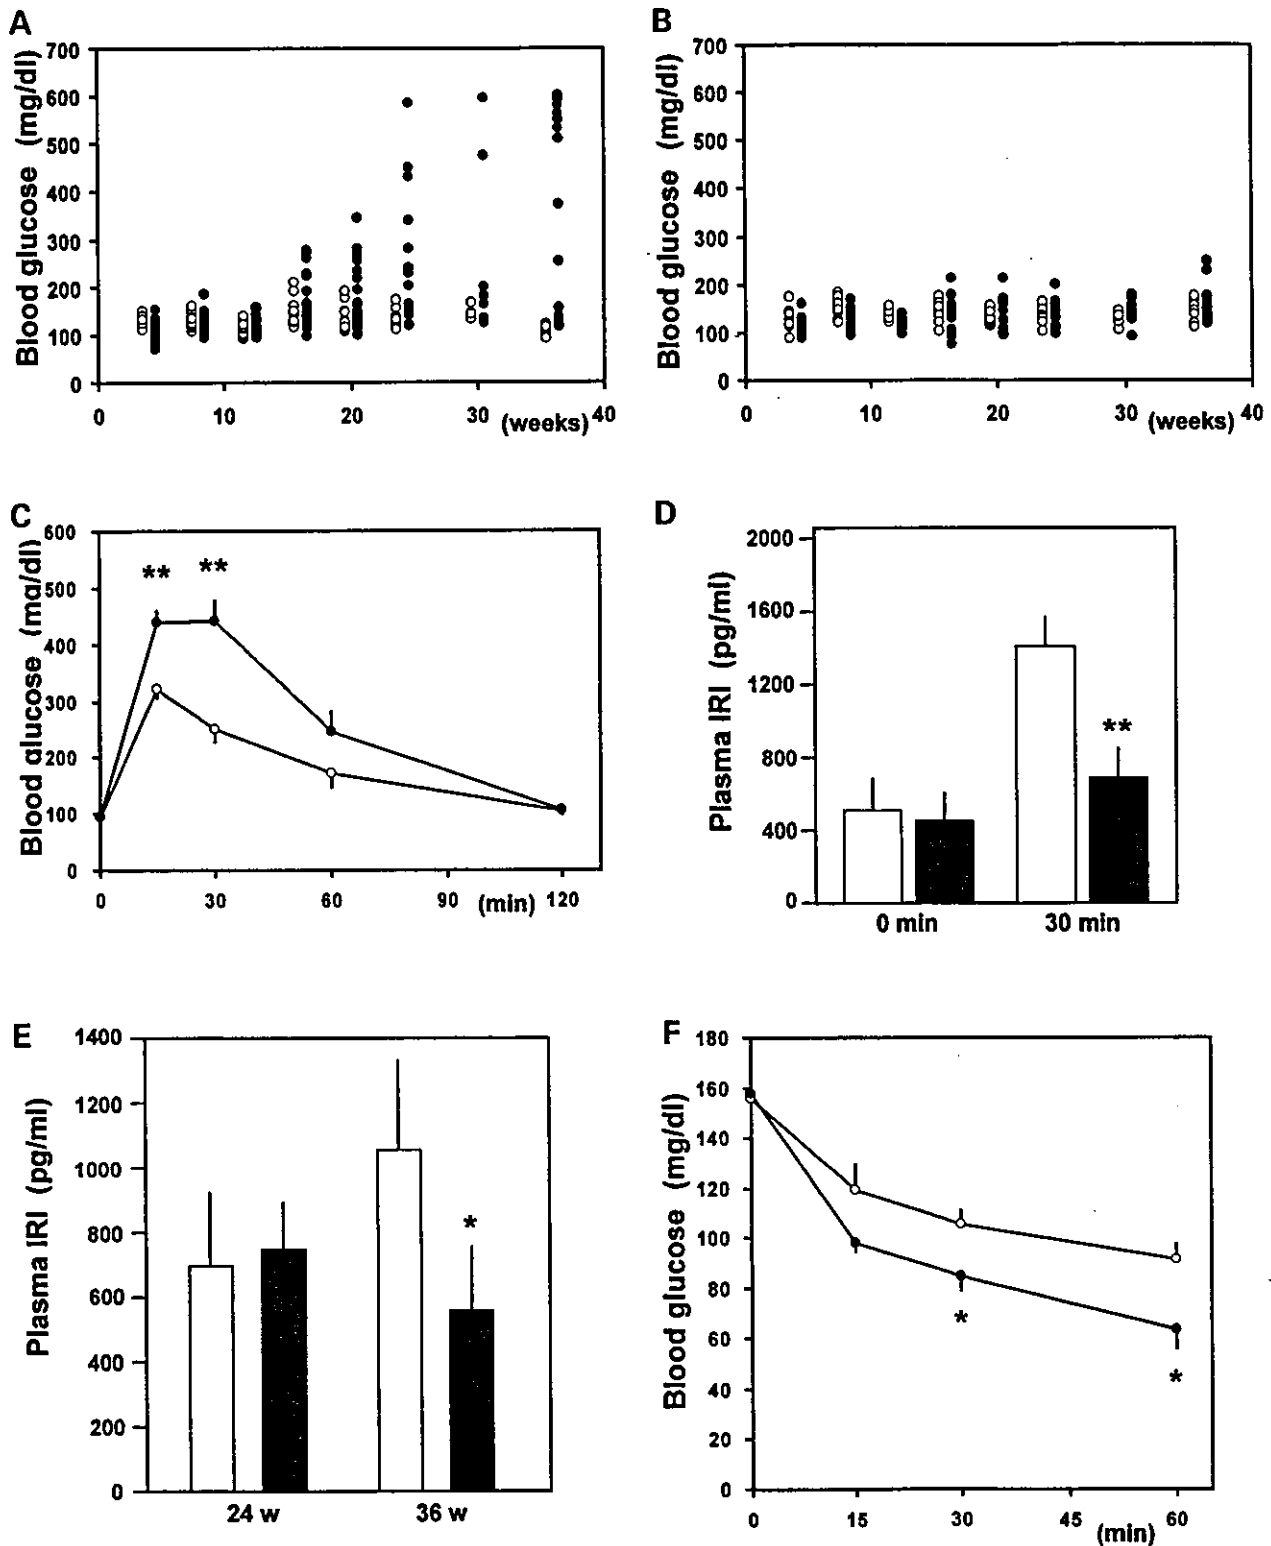 A
700
600
500
400
300
200
100
0
Blood glucose (mg/dl)
0 10 20 30 (weeks) 40
B
700
600
500
400
300
200
100
0
Blood glucose (mg/dl)
0 10 20 30 (weeks) 40
C
600
500
400
300
200
100
0
Blood glucose (mg/dl)
** **
0 30 60 90 (min) 120
D
2000
1600
1200
800
400
0
Plasma IRI (pg/ml)
**
0 min 30 min
E
1400
1200
1000
800
600
400
200
0
Plasma IRI (pg/ml)
*
24 w 36 w
F
180
160
140
120
100
80
60
40
20
0
Blood glucose (mg/dl)
*
*
0 15 30 45 (min) 60